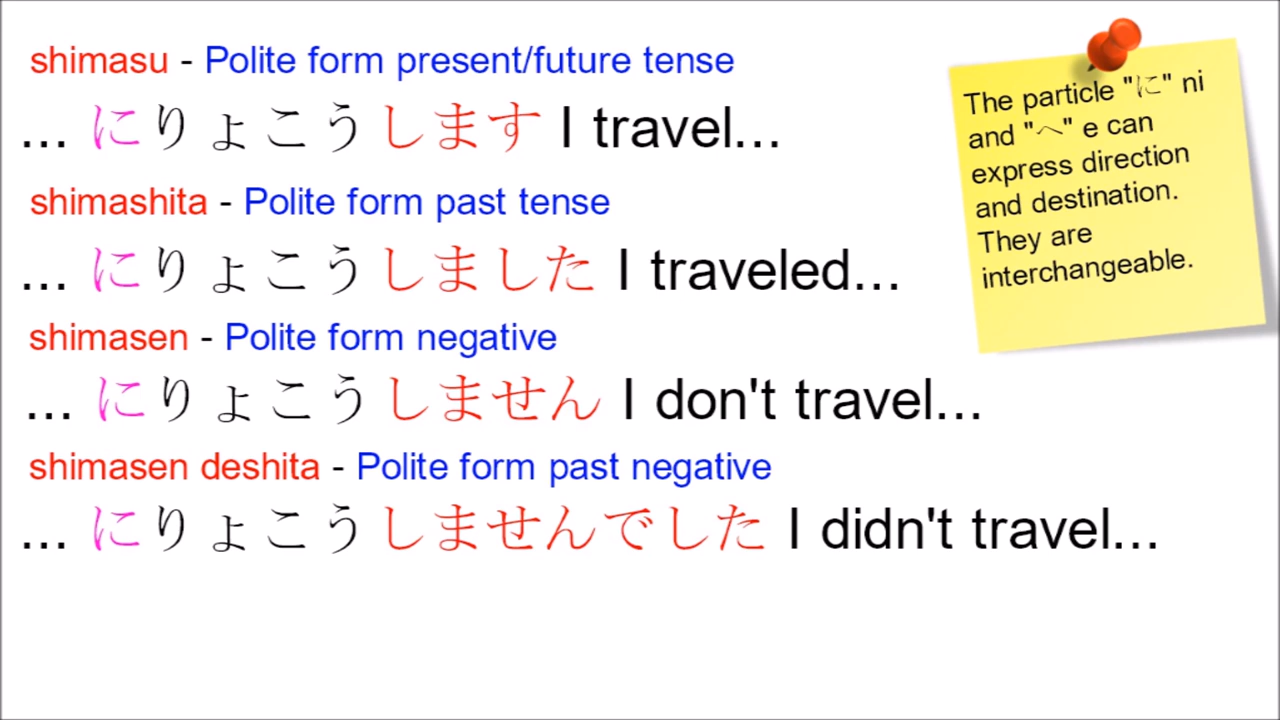 shimasu - Polite form present/future tense
... にりょこうします I travel...
shimashita - Polite form past tense
... にりょこうしました I traveled...
shimasen - Polite form negative
... にりょこうしません I don't travel...
shimasen deshita - Polite form past negative
... にりょこうしませんでした I didn't travel...
The particle "に" ni
and "へ" e can
express direction
and destination.
They are
interchangeable.